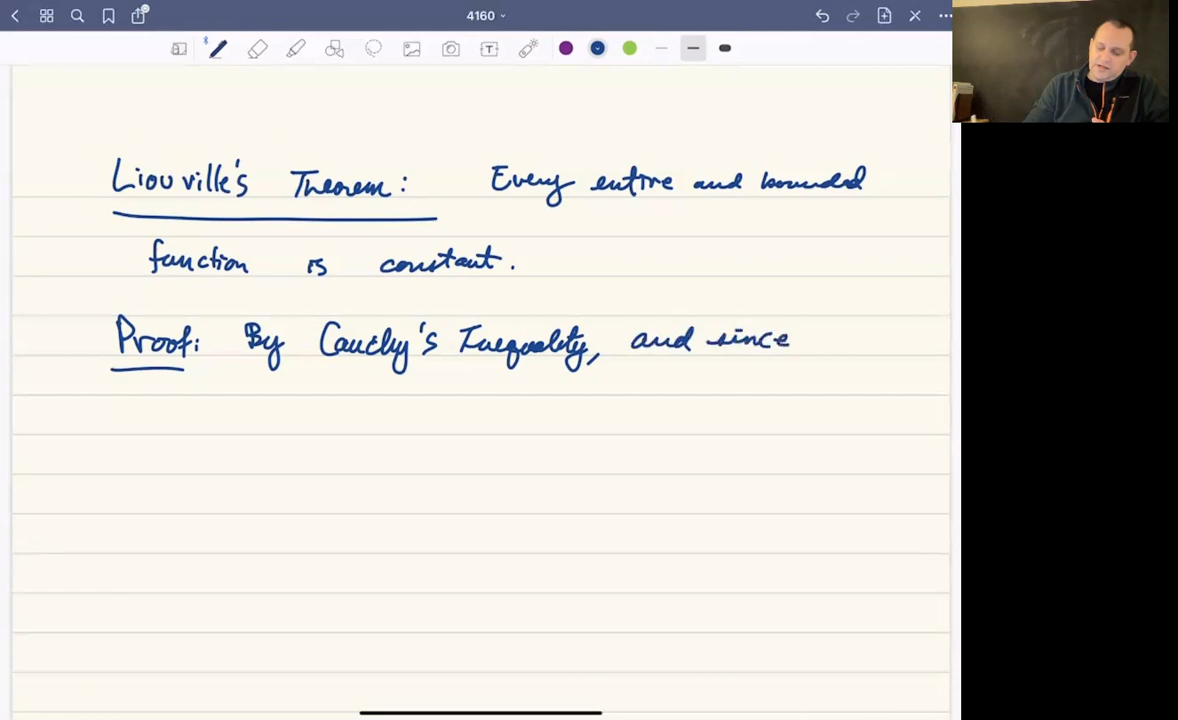 4160
Liouville's Theorem: Every entire and bounded
function is constant.
Proof: By Cauchy's Inequality, and since